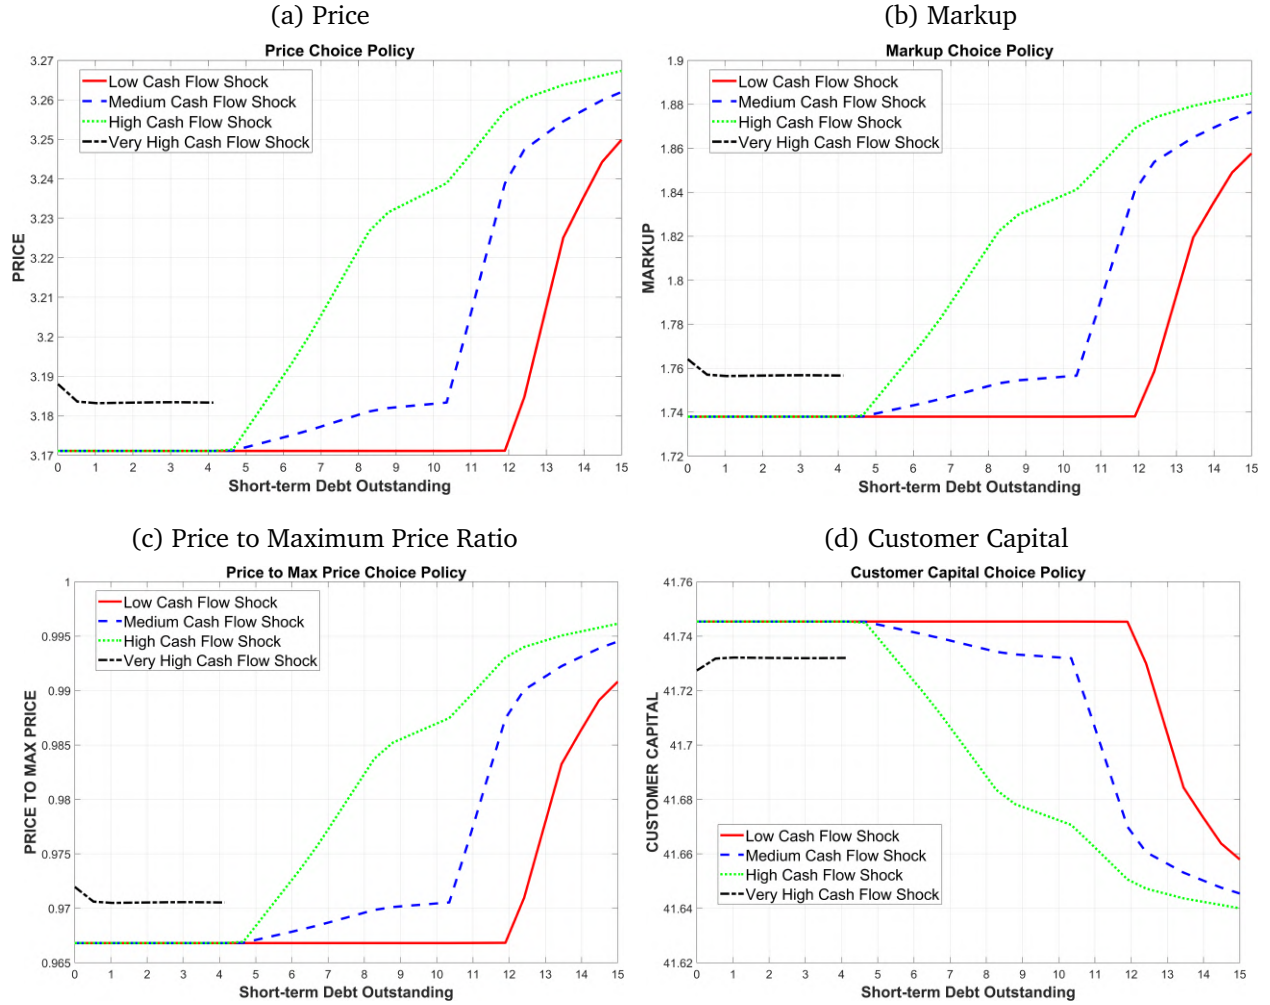 (a) Price
Price Choice Policy
3.27
3.26
3.25
3.24
3.23
3.22
3.21
3.2
3.19
3.18
3.17
PRICE
Low Cash Flow Shock
Medium Cash Flow Shock
High Cash Flow Shock
Very High Cash Flow Shock
0 1 2 3 4 5 6 7 8 9 10 11 12 13 14 15
Short-term Debt Outstanding
(b) Markup
Markup Choice Policy
1.9
1.88
1.86
1.84
1.82
1.8
1.78
1.76
1.74
1.72
MARKUP
Low Cash Flow Shock
Medium Cash Flow Shock
High Cash Flow Shock
Very High Cash Flow Shock
0 1 2 3 4 5 6 7 8 9 10 11 12 13 14 15
Short-term Debt Outstanding
(c) Price to Maximum Price Ratio
Price to Max Price Choice Policy
1
0.995
0.99
0.985
0.98
0.975
0.97
0.965
PRICE TO MAX PRICE
Low Cash Flow Shock
Medium Cash Flow Shock
High Cash Flow Shock
Very High Cash Flow Shock
0 1 2 3 4 5 6 7 8 9 10 11 12 13 14 15
Short-term Debt Outstanding
(d) Customer Capital
Customer Capital Choice Policy
41.76
41.74
41.72
41.7
41.68
41.66
41.64
41.62
CUSTOMER CAPITAL
Low Cash Flow Shock
Medium Cash Flow Shock
High Cash Flow Shock
Very High Cash Flow Shock
0 1 2 3 4 5 6 7 8 9 10 11 12 13 14 15
Short-term Debt Outstanding